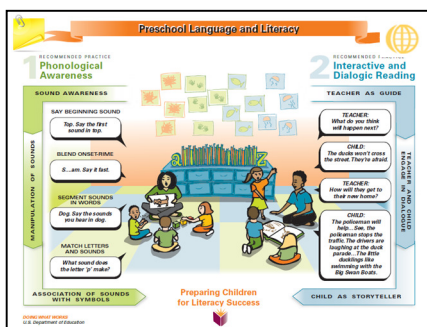 Preschool Language and Literacy
1 RECOMMENDED PRACTICE
Phonological
Awareness
SOUND AWARENESS
SAY BEGINNING SOUND
Top. Say the first
sound in top.
BLEND ONSET-RIME
S...am. Say it fast.
SEGMENT SOUNDS
IN WORDS
Dog. Say the sounds
you hear in dog.
MATCH LETTERS
AND SOUNDS
What sound does
the letter 'p' make?
MANIPULATION OF SOUNDS
ASSOCIATION OF SOUNDS
WITH SYMBOLS
2 RECOMMENDED
Interactive and
Dialogic Reading
TEACHER AS GUIDE
TEACHER:
What do you think
will happen next?
CHILD:
The ducks won't cross
the street. They're afraid.
TEACHER:
How will they get to
their new home?
CHILD:
The policeman will
help...See, the
policeman stops the
traffic. The drivers are
laughing at the duck
parade...The little
ducklings like
swimming with the
Big Swan Boats.
TEACHER AND CHILD
ENGAGE IN DIALOGUE
CHILD AS STORYTELLER
Preparing Children
for Literacy Success
DOING WHAT WORKS
U.S. Department of Education